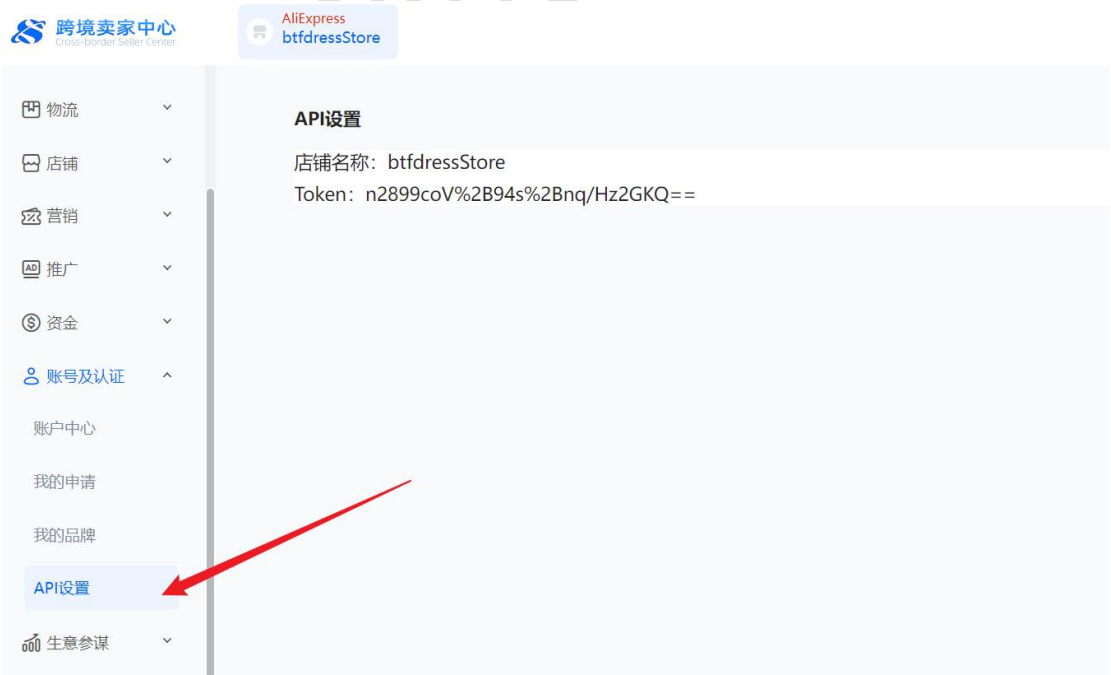 跨境卖家中心
Cross-border Seller Center
AliExpress
btfdressStore
物流
店铺
营销
AD 推广
资金
账号及认证
账户中心
我的申请
我的品牌
API设置
生意参谋
API设置
店铺名称：btfdressStore
Token：n2899coV%2B94s%2Bnq/Hz2GKQ==